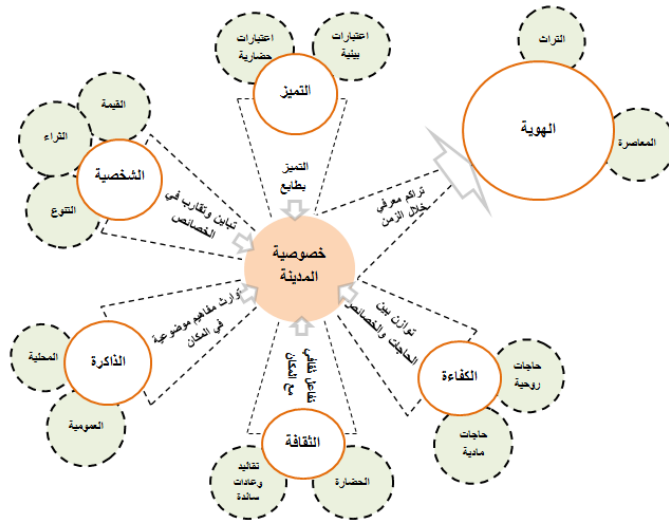 التراث
الهوية
المعاصرة
اعتبارات
بيئية
اعتبارات
حضارية
التميز
التميز
بطابع
القيمة
الثراء
التنوع
الشخصية
تباين وتقارب في
الخصائص
تراكم معرفي
خلال الزمن
خصوصية
المدينة
توارث مفاهيم موضوعية
في المكان
الذاكرة
المحلية
العمومية
تفاعل ثقافي
مع المكان
الثقافة
الحضارة
تقاليد
وعادات
سائدة
توازن بين
الحاجات والخصائص
الكفاءة
حاجات
روحية
حاجات
مادية